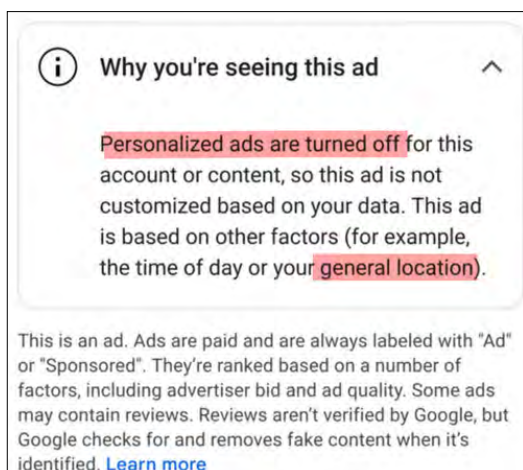 Why you're seeing this ad
Personalized ads are turned off for this
account or content, so this ad is not
customized based on your data. This ad
is based on other factors (for example,
the time of day or your general location).
This is an ad. Ads are paid and are always labeled with "Ad"
or "Sponsored". They're ranked based on a number of
factors, including advertiser bid and ad quality. Some ads
may contain reviews. Reviews aren't verified by Google, but
Google checks for and removes fake content when it's
identified. Learn more